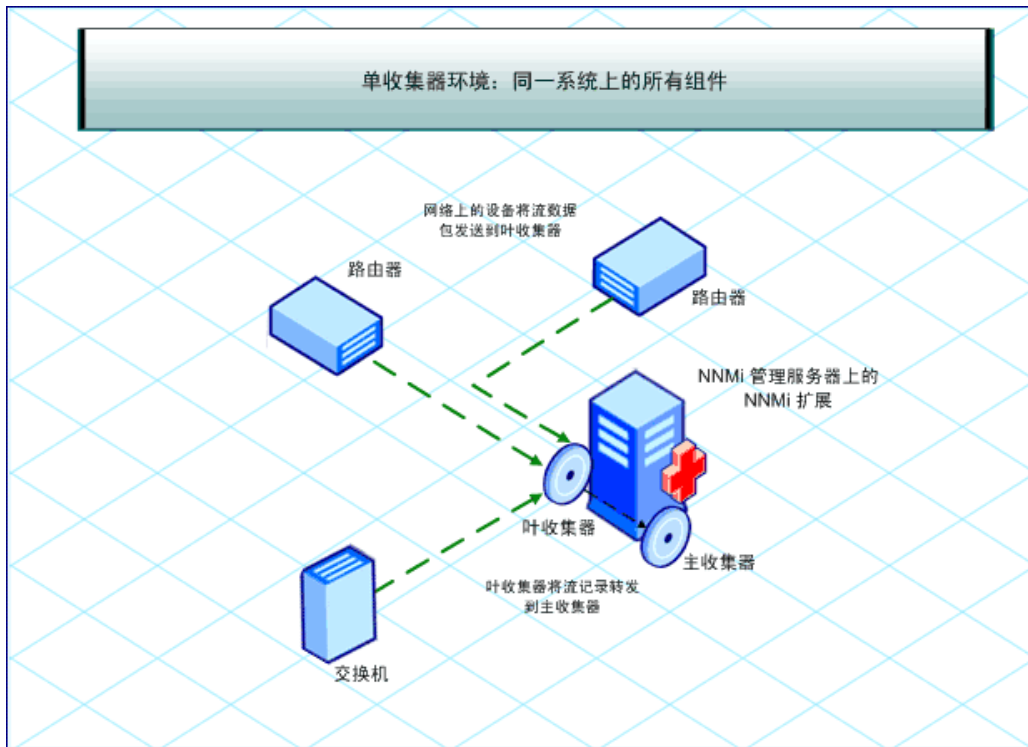 单收集器环境：同一系统上的所有组件
网络上的设备将流数据
包发送到叶收集器
路由器
路由器
NNMi 管理服务器上的
NNMi 扩展
叶收集器
主收集器
叶收集器将流记录转发
到主收集器
交换机